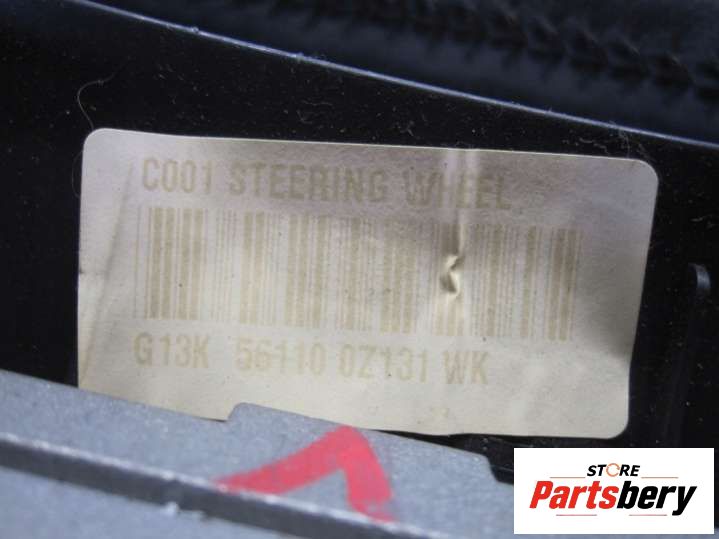 C001 STEERING WHEEL
G13K 56110 0Z131 WK
STORE
Partsbery